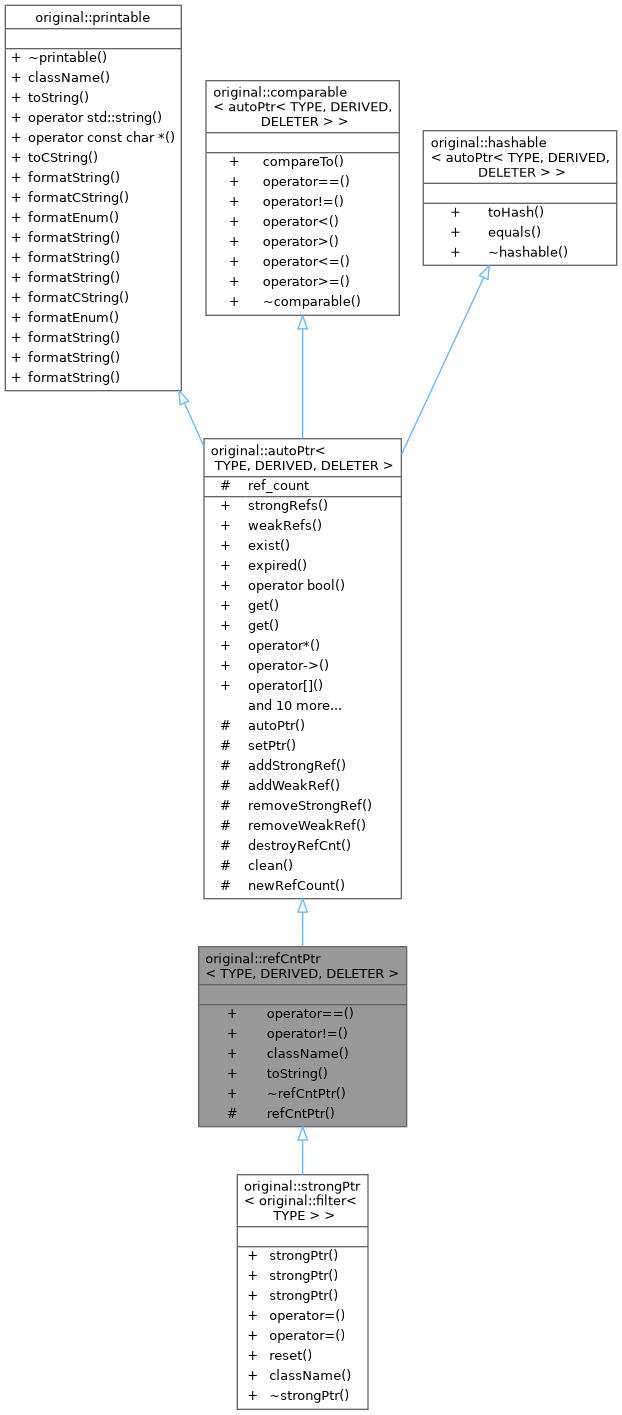 original::printable
+ ~printable()
+ className()
+ toString()
+ operator std::string()
+ operator const char *()
+ toCString()
+ formatString()
+ formatCString()
+ formatEnum()
+ formatString()
+ formatString()
+ formatString()
+ formatCString()
+ formatEnum()
+ formatString()
+ formatString()
+ formatString()
original::comparable
< autoPtr< TYPE, DERIVED,
DELETER > >
+ compareTo()
+ operator==()
+ operator!=()
+ operator<()
+ operator>()
+ operator<=()
+ operator>=()
+ ~comparable()
original::hashable
< autoPtr< TYPE, DERIVED,
DELETER > >
+ toHash()
+ equals()
+ ~hashable()
original::autoPtr<
TYPE, DERIVED, DELETER >
# ref_count
+ strongRefs()
+ weakRefs()
+ exist()
+ expired()
+ operator bool()
+ get()
+ get()
+ operator*()
+ operator->()
+ operator[]()
and 10 more...
# autoPtr()
# setPtr()
# addStrongRef()
# addWeakRef()
# removeStrongRef()
# removeWeakRef()
# destroyRefCnt()
# clean()
# newRefCount()
original::refCntPtr
< TYPE, DERIVED, DELETER >
+ operator==()
+ operator!=()
+ className()
+ toString()
+ ~refCntPtr()
# refCntPtr()
original::strongPtr
< original::filter<
TYPE > >
+ strongPtr()
+ strongPtr()
+ strongPtr()
+ operator=()
+ operator=()
+ reset()
+ className()
+ ~strongPtr()